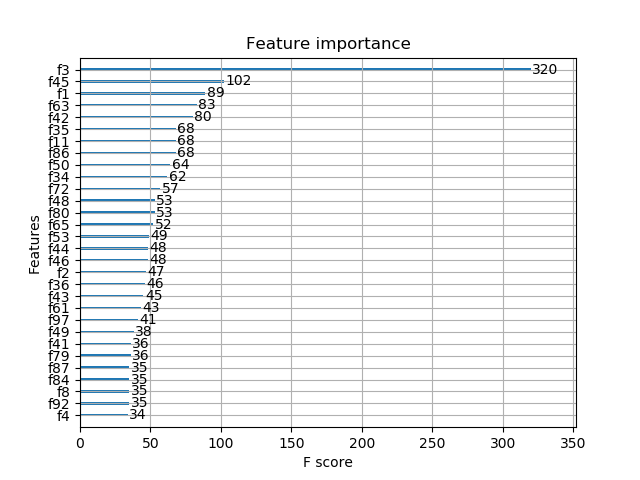 Feature importance
f3 320
f45 102
f1 89
f63 83
f42 80
f35 68
f11 68
f86 68
f50 64
f34 62
f72 57
f48 53
f80 53
f65 52
f53 49
f44 48
f46 48
f2 47
f36 46
f43 45
f61 43
f97 41
f49 38
f41 36
f79 36
f87 35
f84 35
f8 35
f92 35
f4 34
Features
0 50 100 150 200 250 300 350
F score